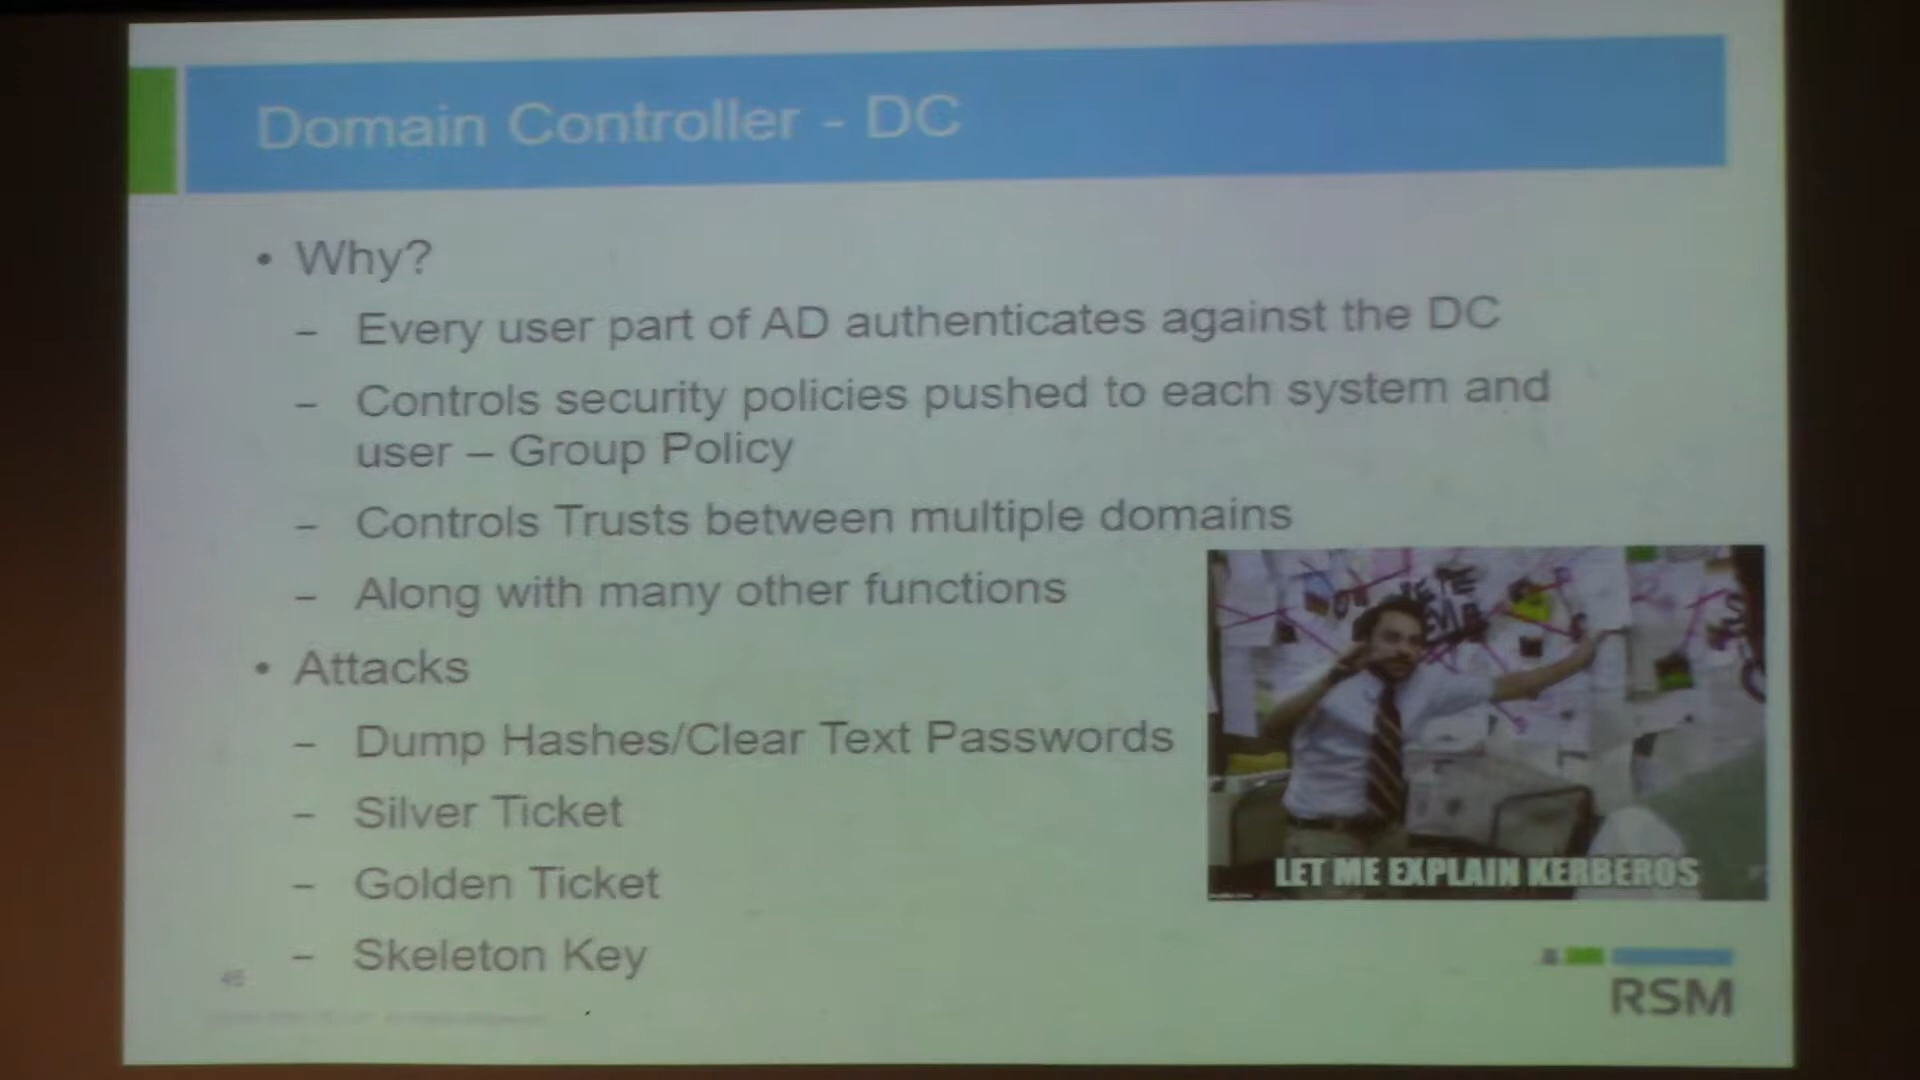 Domain Controller - DC
• Why?
– Every user part of AD authenticates against the DC
– Controls security policies pushed to each system and
user – Group Policy
– Controls Trusts between multiple domains
– Along with many other functions
• Attacks
– Dump Hashes/Clear Text Passwords
– Silver Ticket
– Golden Ticket
– Skeleton Key
LET ME EXPLAIN KERBEROS
RSM